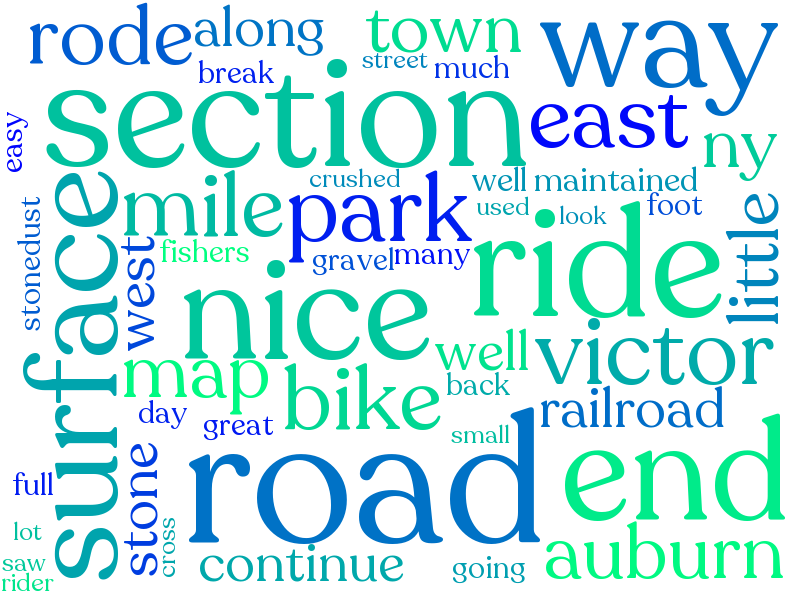 rode
along
town
way
break
street
much
section
east
easy
ny
crushed
well maintained
mile
park
used
look
foot
little
stonedust
surface
west
fishers
gravel
many
ride
nice
well
victor
map
bike
back
railroad
day
great
small
road
end
stone
full
lot
cross
saw
rider
continue
going
auburn